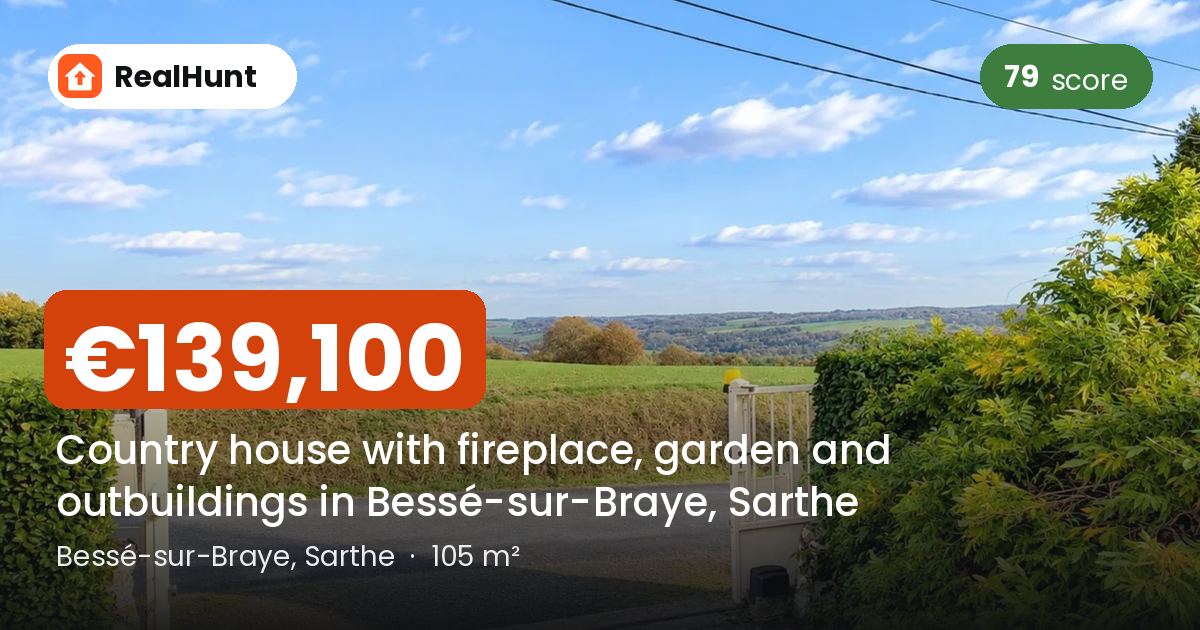 RealHunt
79 score
€139,100
Country house with fireplace, garden and
outbuildings in Bessé-sur-Braye, Sarthe
Bessé-sur-Braye, Sarthe · 105 m²